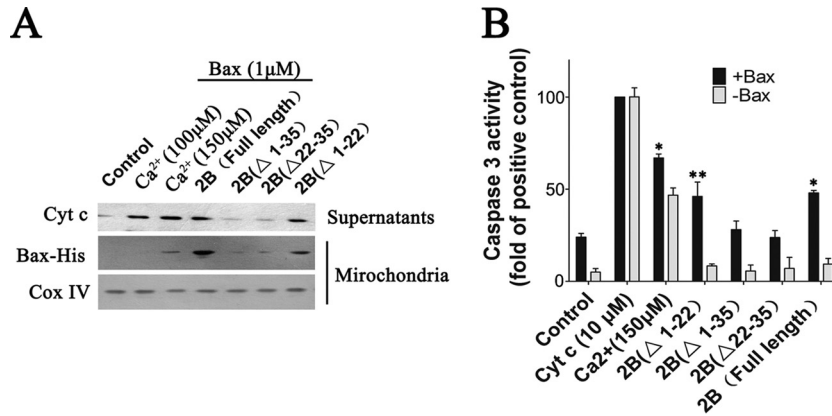 A
Bax (1μM)
Control
Ca²⁺ (100μM)
Ca²⁺ (150μM)
2B (Full length)
2B(△ 1-35)
2B(△22-35)
2B(△ 1-22)
Cyt c
Supernatants
Bax-His
Mirochondria
Cox IV
B
Caspase 3 activity
(fold of positive control)
100
50
0
+Bax
-Bax
*
**
*
Control
Cyt c (10 μM)
Ca2+(150μM)
2B(△ 1-22)
2B(△ 1-35)
2B(△22-35)
2B (Full length)